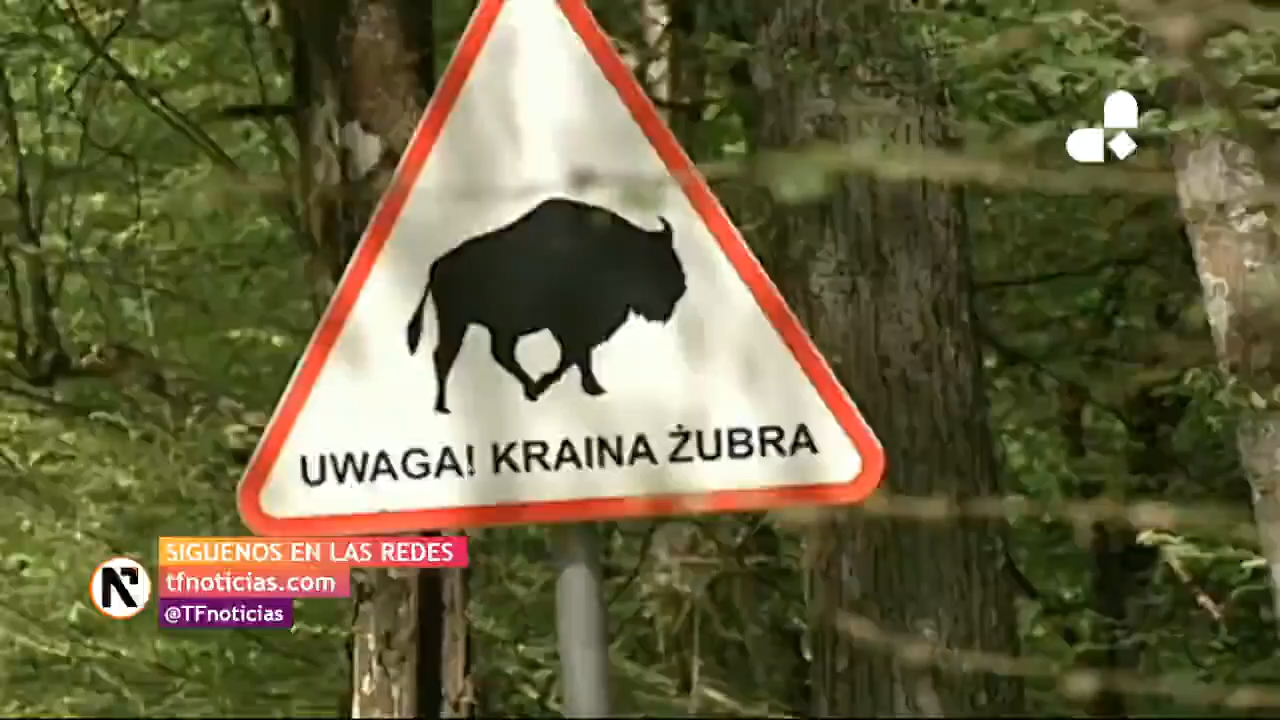 UWAGA! KRAINA ŻUBRA
SIGUENOS EN LAS REDES
tfnoticias.com
@TFnoticias